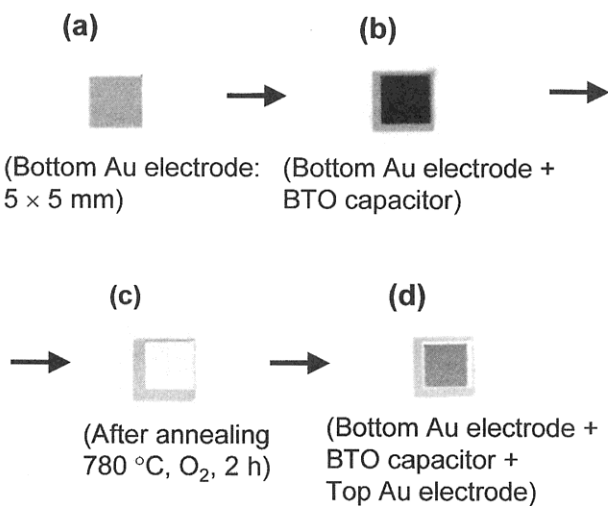 (a)
(b)
(Bottom Au electrode:
5 × 5 mm)
(Bottom Au electrode +
BTO capacitor)
(c)
(d)
(After annealing
780 °C, O₂, 2 h)
(Bottom Au electrode +
BTO capacitor +
Top Au electrode)